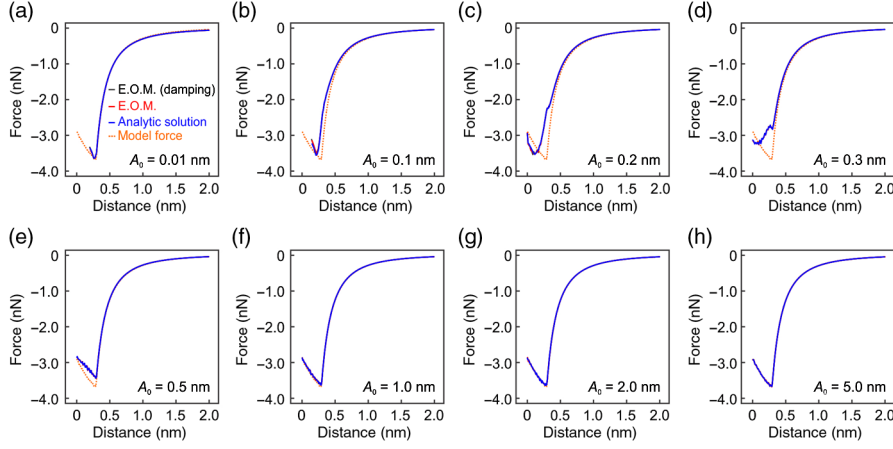 (a)
Force (nN)
0
−1.0
−2.0
−3.0
−4.0
E.O.M. (damping)
E.O.M.
Analytic solution
Model force
A₀ = 0.01 nm
0 0.5 1.0 1.5 2.0
Distance (nm)
(b)
Force (nN)
0
−1.0
−2.0
−3.0
−4.0
A₀ = 0.1 nm
0 0.5 1.0 1.5 2.0
Distance (nm)
(c)
Force (nN)
0
−1.0
−2.0
−3.0
−4.0
A₀ = 0.2 nm
0 0.5 1.0 1.5 2.0
Distance (nm)
(d)
Force (nN)
0
−1.0
−2.0
−3.0
−4.0
A₀ = 0.3 nm
0 0.5 1.0 1.5 2.0
Distance (nm)
(e)
Force (nN)
0
−1.0
−2.0
−3.0
−4.0
A₀ = 0.5 nm
0 0.5 1.0 1.5 2.0
Distance (nm)
(f)
Force (nN)
0
−1.0
−2.0
−3.0
−4.0
A₀ = 1.0 nm
0 0.5 1.0 1.5 2.0
Distance (nm)
(g)
Force (nN)
0
−1.0
−2.0
−3.0
−4.0
A₀ = 2.0 nm
0 0.5 1.0 1.5 2.0
Distance (nm)
(h)
Force (nN)
0
−1.0
−2.0
−3.0
−4.0
A₀ = 5.0 nm
0 0.5 1.0 1.5 2.0
Distance (nm)